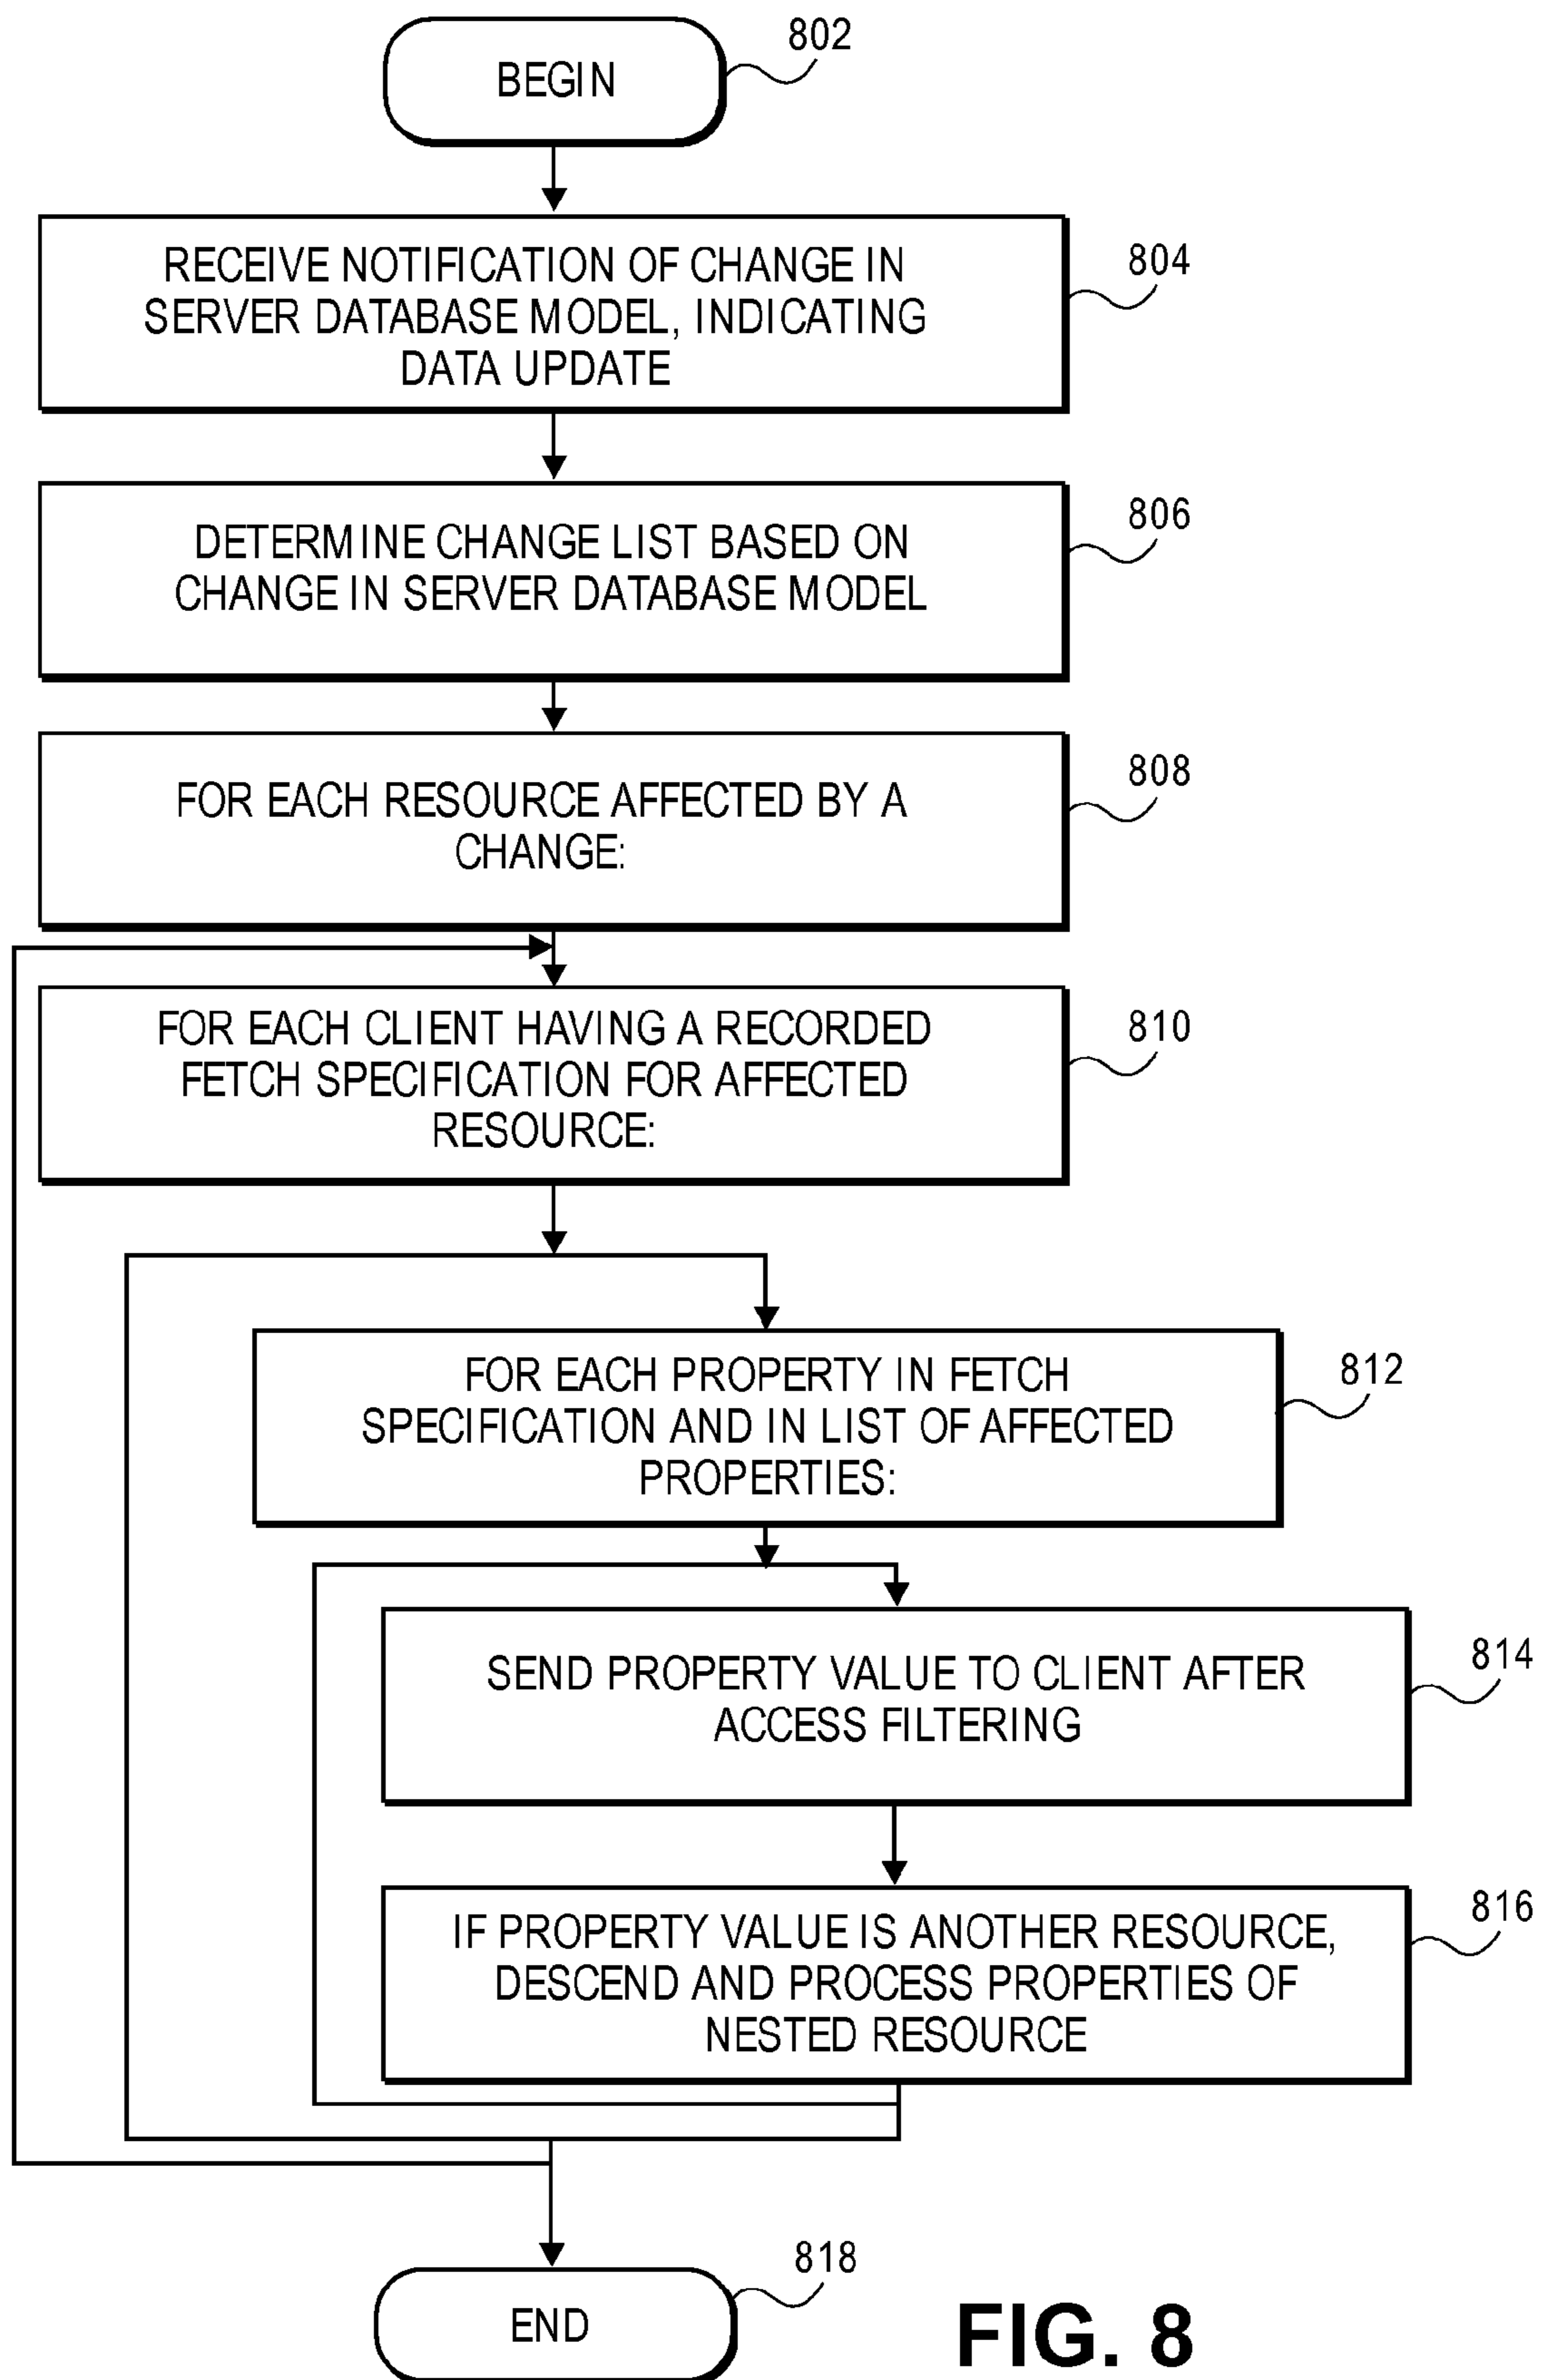 BEGIN
802
RECEIVE NOTIFICATION OF CHANGE IN
SERVER DATABASE MODEL, INDICATING
DATA UPDATE
804
DETERMINE CHANGE LIST BASED ON
CHANGE IN SERVER DATABASE MODEL
806
FOR EACH RESOURCE AFFECTED BY A
CHANGE:
808
FOR EACH CLIENT HAVING A RECORDED
FETCH SPECIFICATION FOR AFFECTED
RESOURCE:
810
FOR EACH PROPERTY IN FETCH
SPECIFICATION AND IN LIST OF AFFECTED
PROPERTIES:
812
SEND PROPERTY VALUE TO CLIENT AFTER
ACCESS FILTERING
814
IF PROPERTY VALUE IS ANOTHER RESOURCE,
DESCEND AND PROCESS PROPERTIES OF
NESTED RESOURCE
816
END
818
FIG. 8